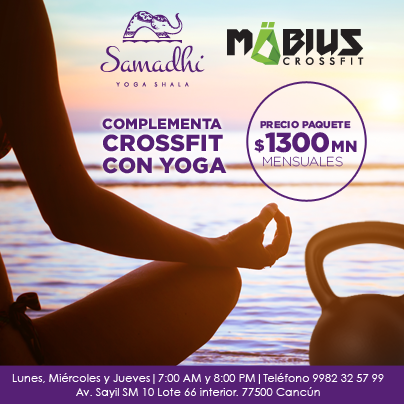 Samadhi
YOGA SHALA
MÖBIUS
CROSSFIT
COMPLEMENTA
CROSSFIT
CON YOGA
PRECIO PAQUETE
$1300MN
MENSUALES
Lunes, Miércoles y Jueves|7:00 AM y 8:00 PM|Teléfono 9982 32 57 99
Av. Sayil SM 10 Lote 66 interior. 77500 Cancún